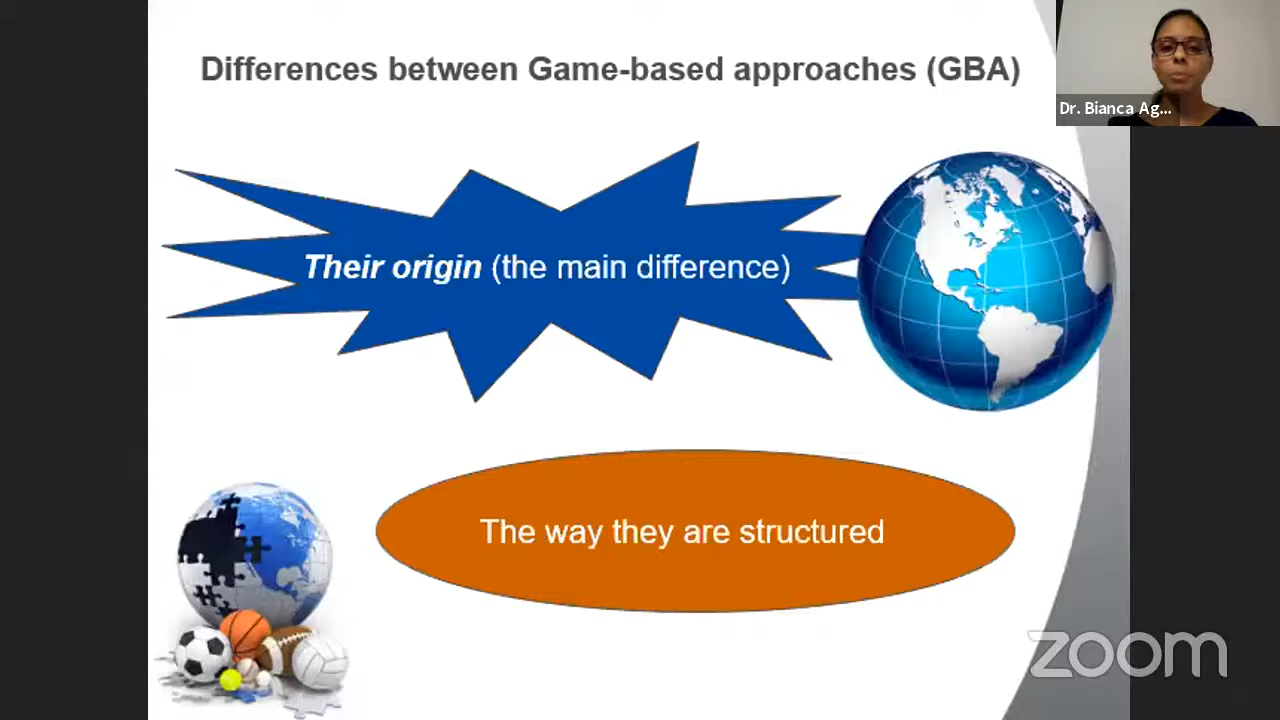 Differences between Game-based approaches (GBA)
Dr. Bianca Ag...
Their origin (the main difference)
The way they are structured
zoom